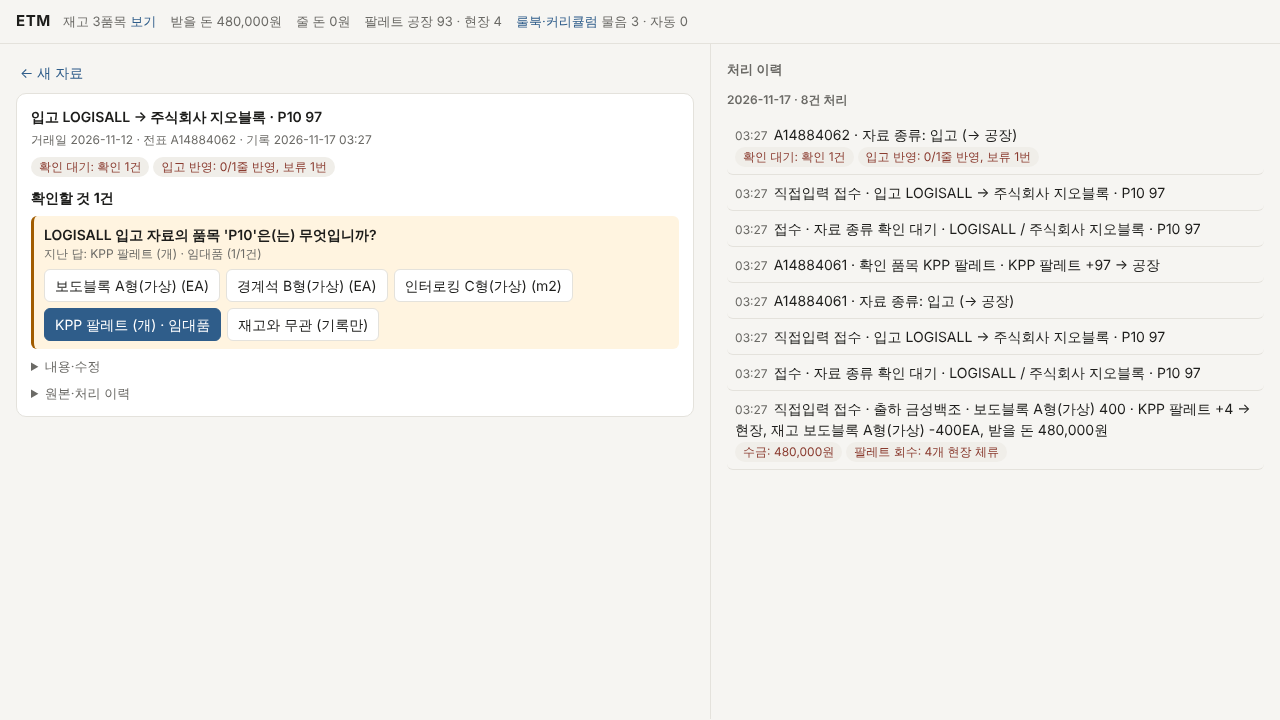 ETM 재고 3품목 보기 받을 돈 480,000원 줄 돈 0원 팔레트 공장 93 · 현장 4 룰북·커리큘럼 물음 3 · 자동 0
← 새 자료
입고 LOGISALL → 주식회사 지오블록 · P10 97
거래일 2026-11-12 · 전표 A14884062 · 기록 2026-11-17 03:27
확인 대기: 확인 1건 입고 반영: 0/1줄 반영, 보류 1번
확인할 것 1건
LOGISALL 입고 자료의 품목 'P10'은(는) 무엇입니까?
지난 답: KPP 팔레트 (개) · 임대품 (1/1건)
보도블록 A형(가상) (EA) 경계석 B형(가상) (EA) 인터로킹 C형(가상) (m2)
KPP 팔레트 (개) · 임대품 재고와 무관 (기록만)
▶ 내용·수정
▶ 원본·처리 이력
처리 이력
2026-11-17 · 8건 처리
03:27 A14884062 · 자료 종류: 입고 (→ 공장)
확인 대기: 확인 1건 입고 반영: 0/1줄 반영, 보류 1번
03:27 직접입력 접수 · 입고 LOGISALL → 주식회사 지오블록 · P10 97
03:27 접수 · 자료 종류 확인 대기 · LOGISALL / 주식회사 지오블록 · P10 97
03:27 A14884061 · 확인 품목 KPP 팔레트 · KPP 팔레트 +97 → 공장
03:27 A14884061 · 자료 종류: 입고 (→ 공장)
03:27 직접입력 접수 · 입고 LOGISALL → 주식회사 지오블록 · P10 97
03:27 접수 · 자료 종류 확인 대기 · LOGISALL / 주식회사 지오블록 · P10 97
03:27 직접입력 접수 · 출하 금성백조 · 보도블록 A형(가상) 400 · KPP 팔레트 +4 →
현장, 재고 보도블록 A형(가상) -400EA, 받을 돈 480,000원
수금: 480,000원 팔레트 회수: 4개 현장 체류